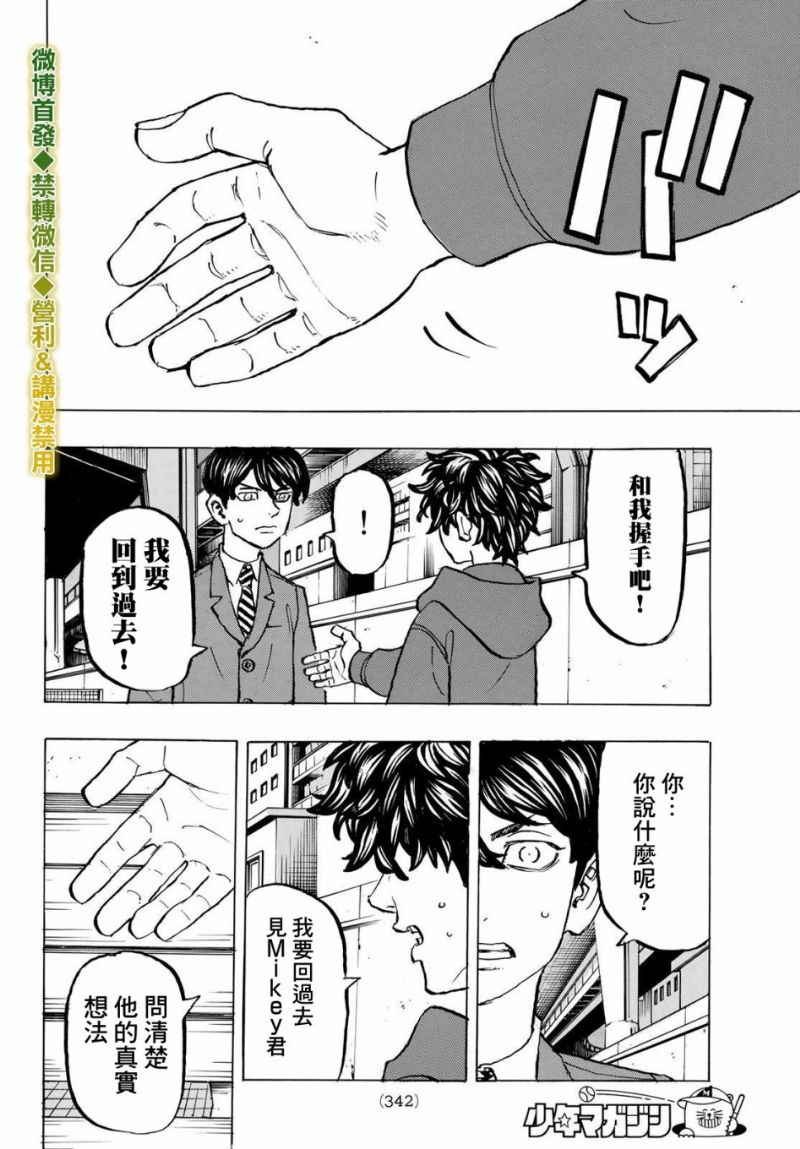 微博首發◆禁轉微信◆營利&講漫禁用
バッ
和我握手吧！
！
我要
回到過去！
你…
你說什麼呢？
我要回過去
見Mikey君
問清楚
他的真實
想法
(342)
少年マガジン